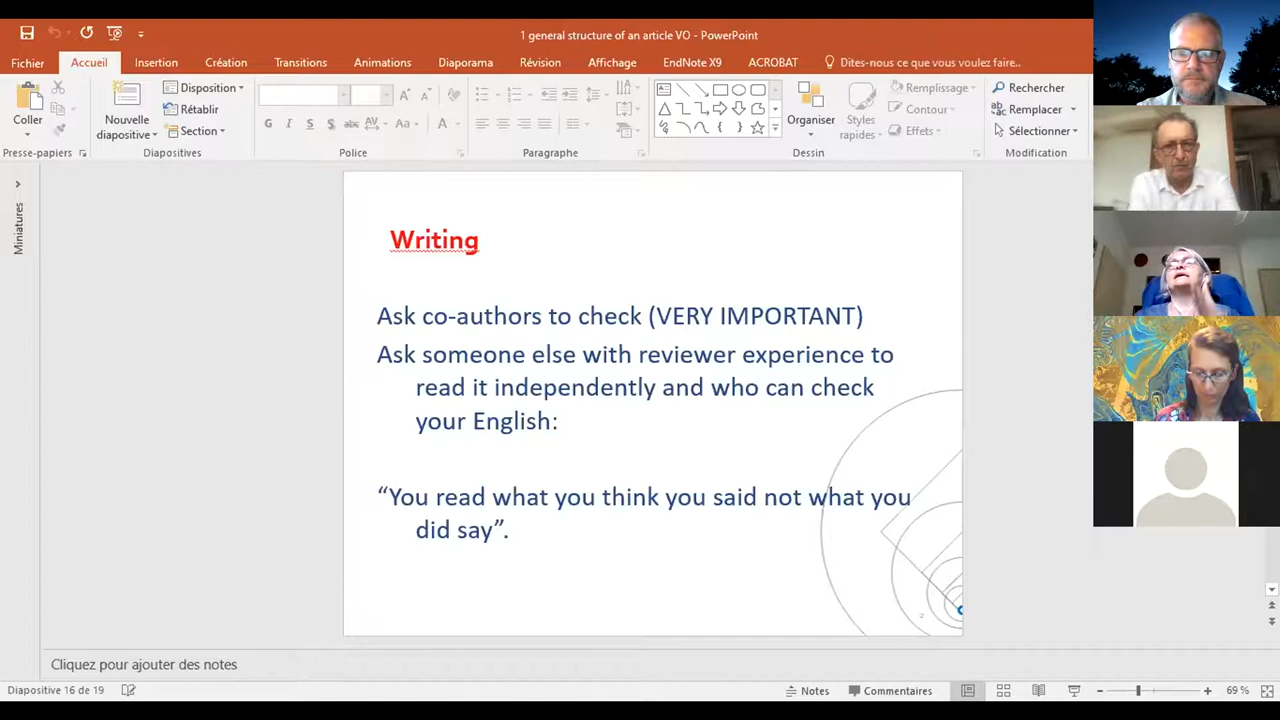 1 general structure of an article VO - PowerPoint
Fichier Accueil Insertion Création Transitions Animations Diaporama Révision Affichage EndNote X9 ACROBAT Dites-nous ce que vous voulez faire..
Coller
Presse-papiers
Nouvelle
diapositive
Disposition
Rétablir
Section
Diapositives
G I S S abc AV Aa A
Police
Paragraphe
Organiser
Styles
rapides
Remplissage
Contour
Effets
Dessin
Rechercher
Remplacer
Sélectionner
Modification
Miniatures
Writing
Ask co-authors to check (VERY IMPORTANT)
Ask someone else with reviewer experience to
read it independently and who can check
your English:
“You read what you think you said not what you
did say”.
2
Cliquez pour ajouter des notes
Diapositive 16 de 19 Notes Commentaires 69 %